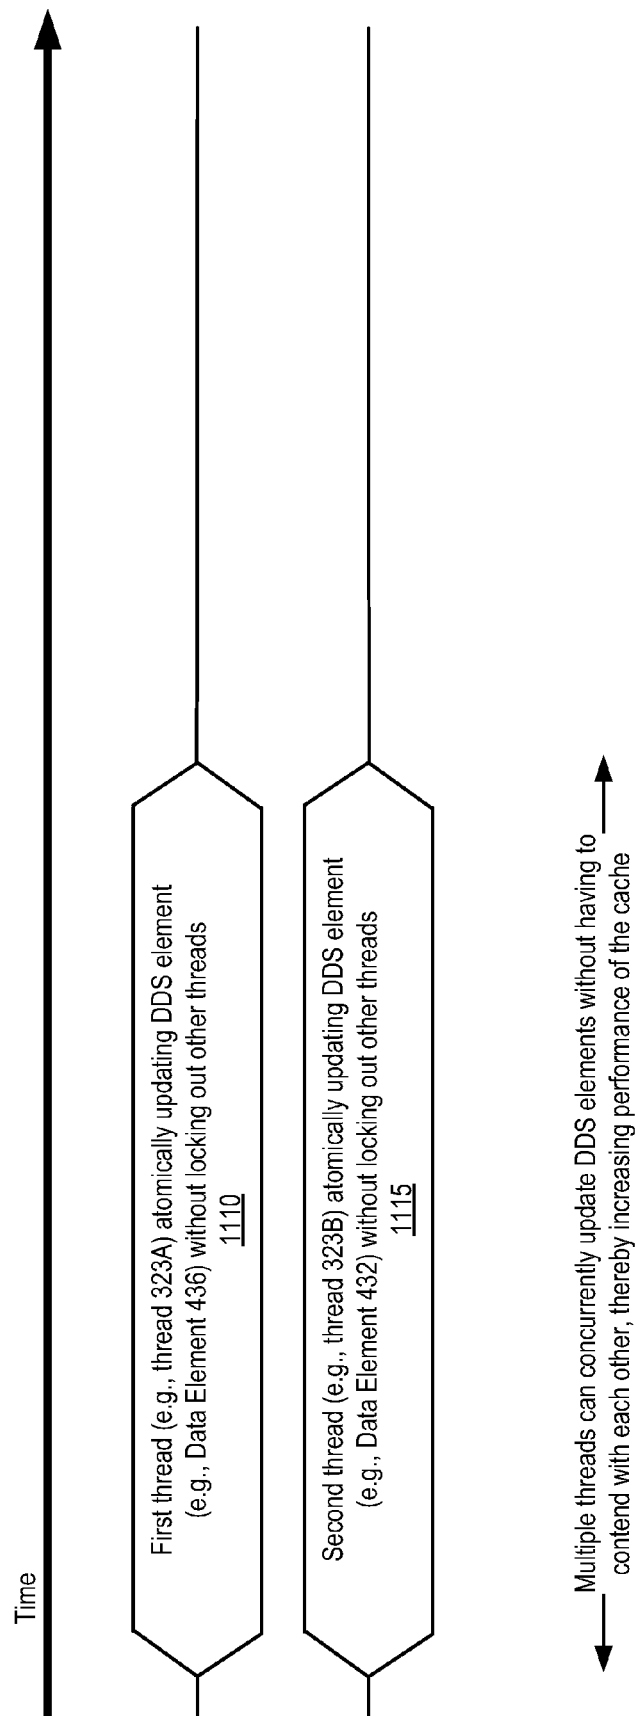 Time
First thread (e.g., thread 323A) atomically updating DDS element
(e.g., Data Element 436) without locking out other threads
1110
Second thread (e.g., thread 323B) atomically updating DDS element
(e.g., Data Element 432) without locking out other threads
1115
Multiple threads can concurrently update DDS elements without having to
contend with each other, thereby increasing performance of the cache